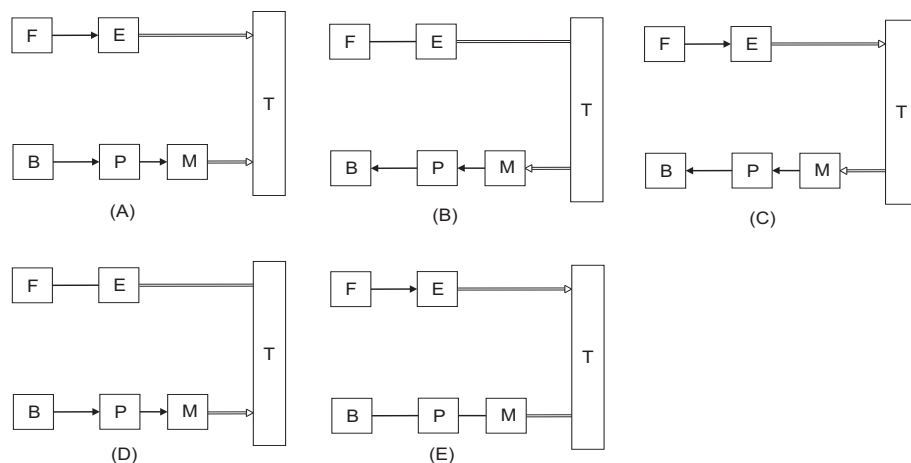 F E T
B P M
(A)
F E T
B P M
(B)
F E T
B P M
(C)
F E T
B P M
(D)
F E T
B P M
(E)